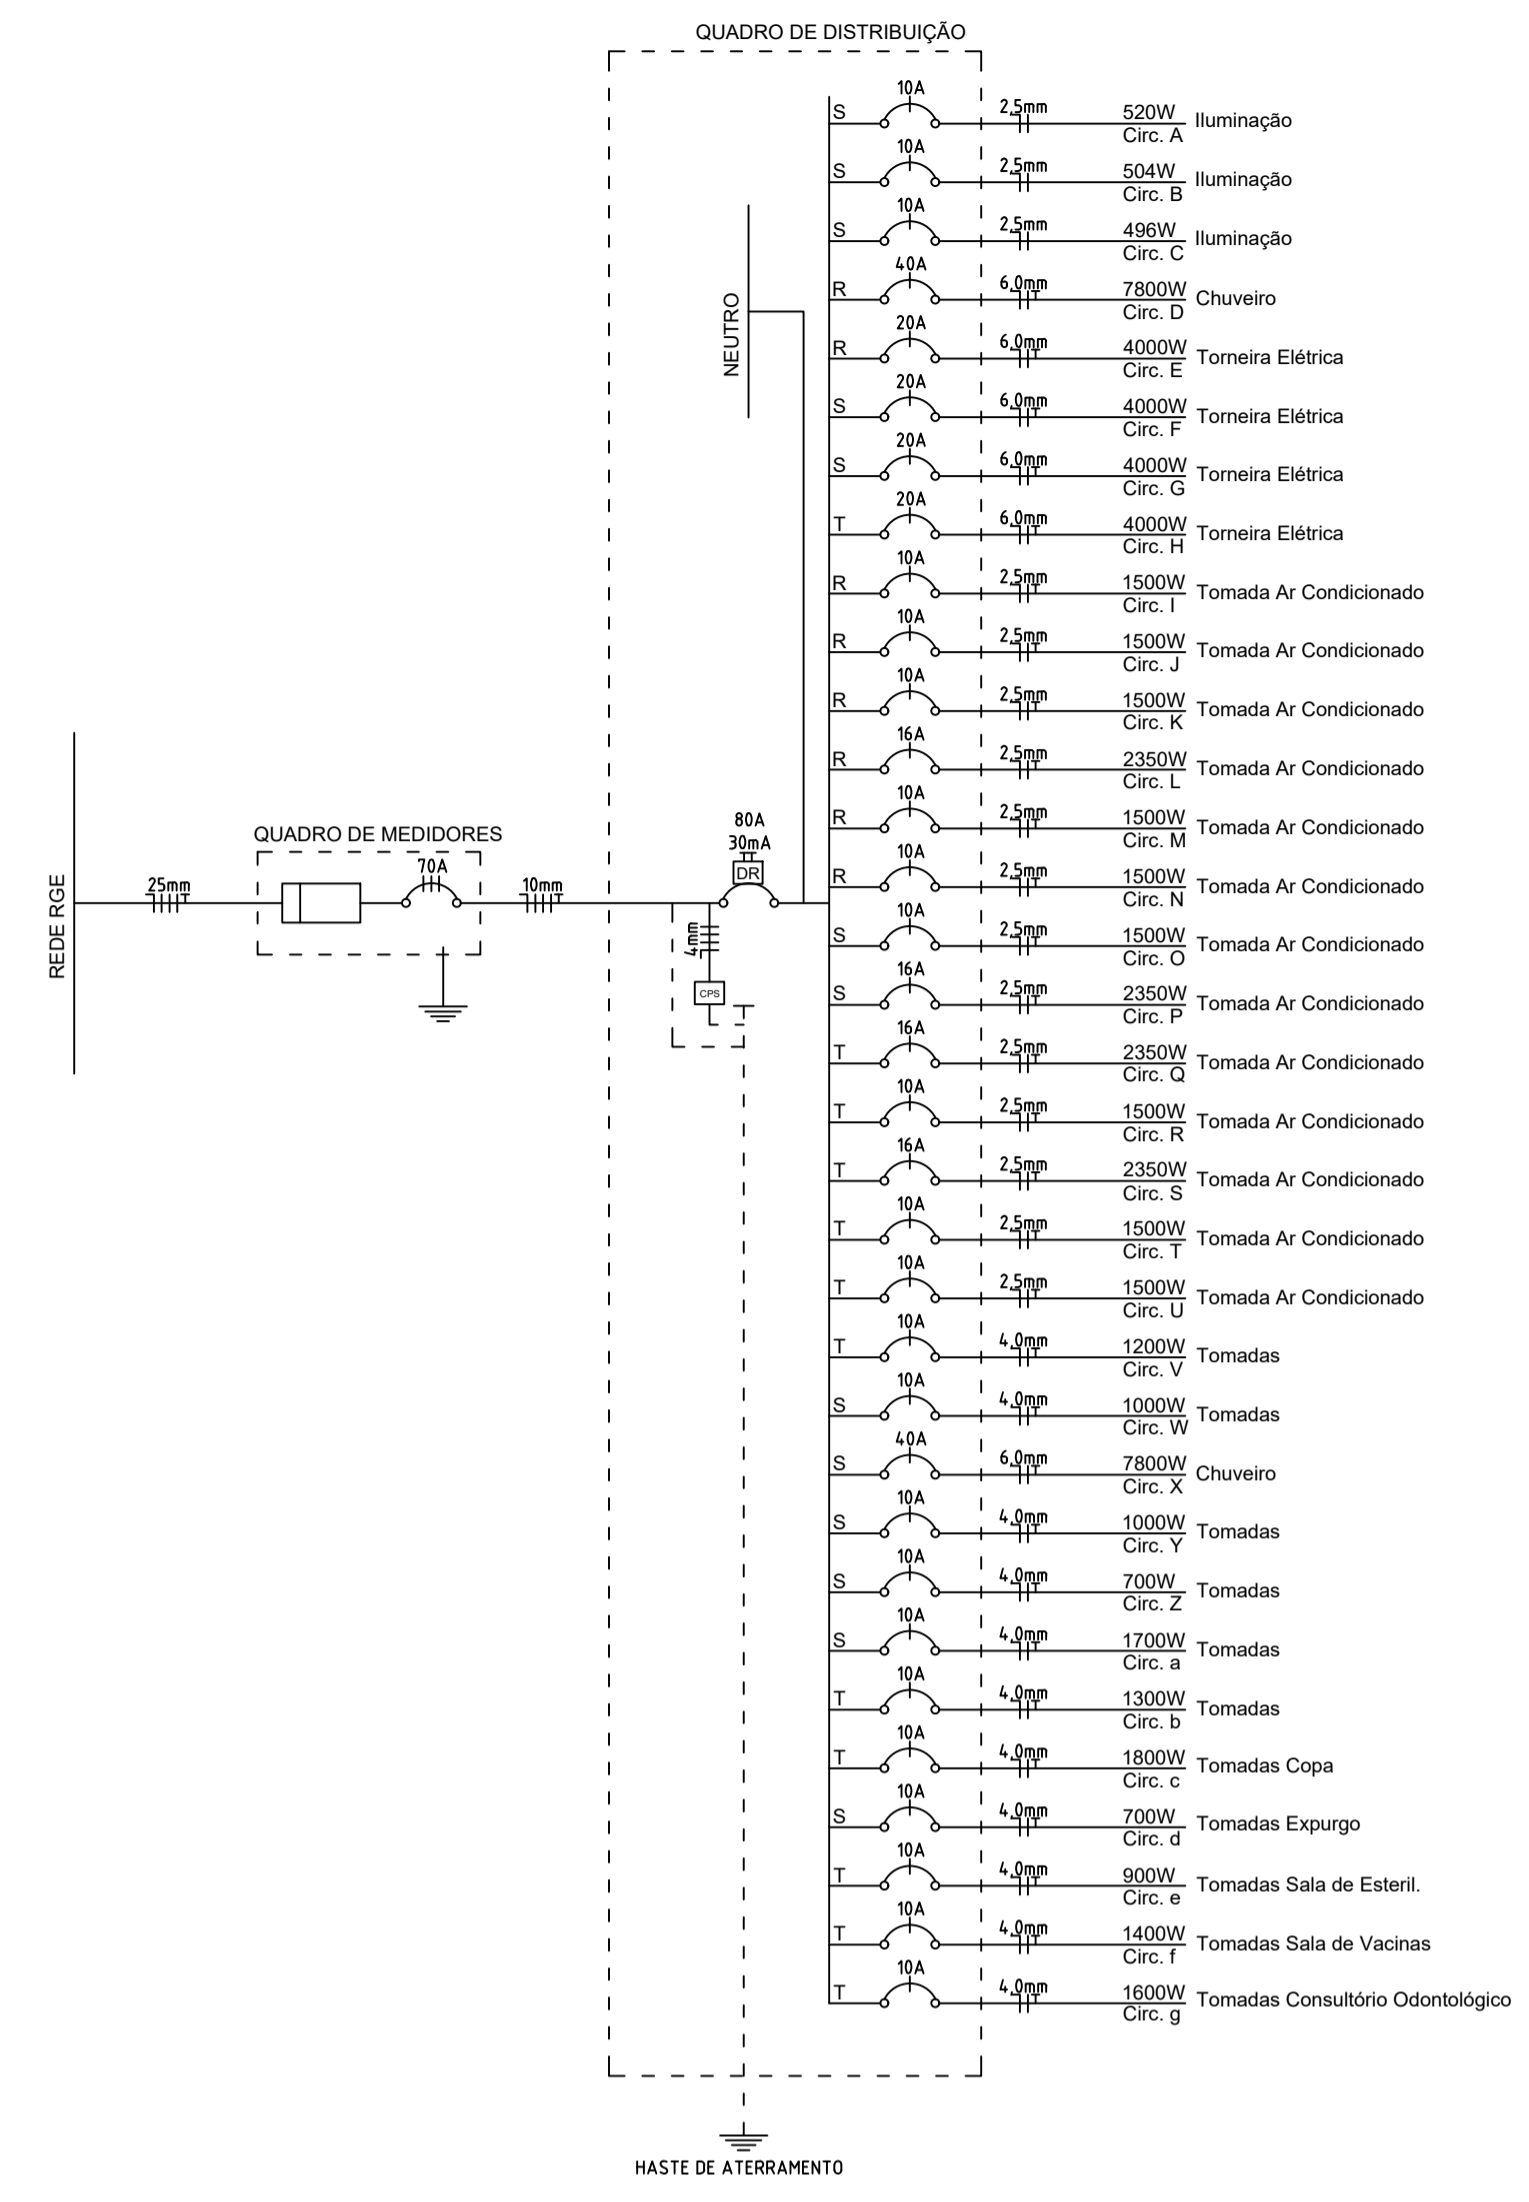 QUADRO DE DISTRIBUIÇÃO
10A
S
2,5mm
520W
Iluminação
Circ. A
10A
S
2,5mm
504W
Iluminação
Circ. B
10A
S
2,5mm
496W
Iluminação
Circ. C
40A
R
6,0mm
7800W
Chuveiro
Circ. D
20A
R
6,0mm
4000W
Torneira Elétrica
Circ. E
20A
S
6,0mm
4000W
Torneira Elétrica
Circ. F
20A
S
6,0mm
4000W
Torneira Elétrica
Circ. G
20A
T
6,0mm
4000W
Torneira Elétrica
Circ. H
10A
R
2,5mm
1500W
Tomada Ar Condicionado
Circ. I
10A
R
2,5mm
1500W
Tomada Ar Condicionado
Circ. J
10A
R
2,5mm
1500W
Tomada Ar Condicionado
Circ. K
16A
R
2,5mm
2350W
Tomada Ar Condicionado
Circ. L
10A
R
2,5mm
1500W
Tomada Ar Condicionado
Circ. M
10A
R
2,5mm
1500W
Tomada Ar Condicionado
Circ. N
10A
S
2,5mm
1500W
Tomada Ar Condicionado
Circ. O
16A
S
2,5mm
2350W
Tomada Ar Condicionado
Circ. P
16A
T
2,5mm
2350W
Tomada Ar Condicionado
Circ. Q
10A
T
2,5mm
1500W
Tomada Ar Condicionado
Circ. R
16A
T
2,5mm
2350W
Tomada Ar Condicionado
Circ. S
10A
T
2,5mm
1500W
Tomada Ar Condicionado
Circ. T
10A
T
2,5mm
1500W
Tomada Ar Condicionado
Circ. U
10A
T
4,0mm
1200W
Tomadas
Circ. V
10A
S
4,0mm
1000W
Tomadas
Circ. W
40A
S
6,0mm
7800W
Chuveiro
Circ. X
10A
S
4,0mm
1000W
Tomadas
Circ. Y
10A
S
4,0mm
700W
Tomadas
Circ. Z
10A
S
4,0mm
1700W
Tomadas
Circ. a
10A
T
4,0mm
1300W
Tomadas
Circ. b
10A
T
4,0mm
1800W
Tomadas Copa
Circ. c
10A
S
4,0mm
700W
Tomadas Expurgo
Circ. d
10A
T
4,0mm
900W
Tomadas Sala de Esteril.
Circ. e
10A
T
4,0mm
1400W
Tomadas Sala de Vacinas
Circ. f
10A
T
4,0mm
1600W
Tomadas Consultório Odontológico
Circ. g
NEUTRO
REDE RGE
25mm
QUADRO DE MEDIDORES
70A
10mm
80A
30mA
DR
4mm
CPS
HASTE DE ATERRAMENTO